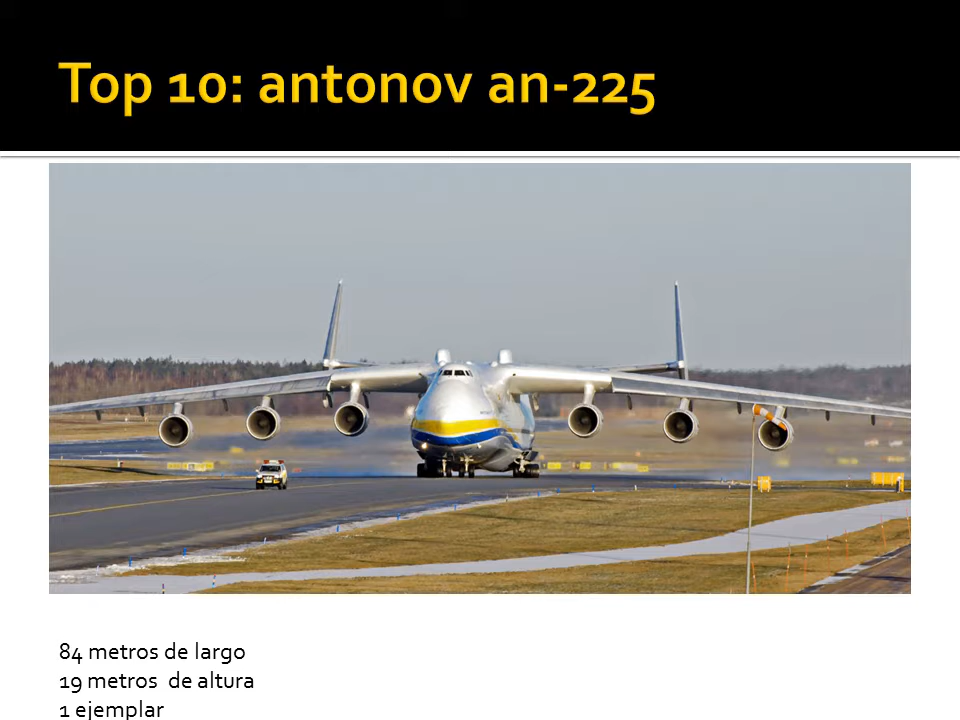 Top 10: antonov an-225
84 metros de largo
19 metros  de altura
1 ejemplar